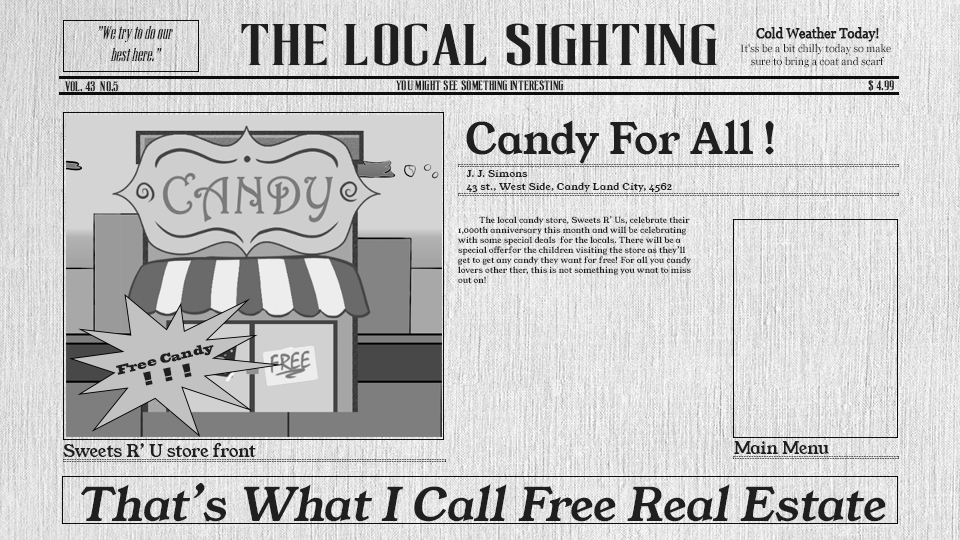 "We try to do our
best here."
THE LOCAL SIGHTING
Cold Weather Today!
It'ss be a bit chilly today so make
sure to bring a coat and scarf
VOL. 43 NO.5
YOU MIGHT SEE SOMETHING INTERESTING
$ 4.99
CANDY
Free Candy
! ! !
FREE
Sweets R' U store front
Candy For All !
J. J. Simons
43 st., West Side, Candy Land City, 4562
The local candy store, Sweets R' Us, celebrate their
1,000th anniversary this month and will be celebrating
with some special deals for the locals. There will be a
special offerfor the children visiting the store as they'll
get to get any candy they want for free! For all you candy
lovers other ther, this is not something you wnat to miss
out on!
Main Menu
That's What I Call Free Real Estate